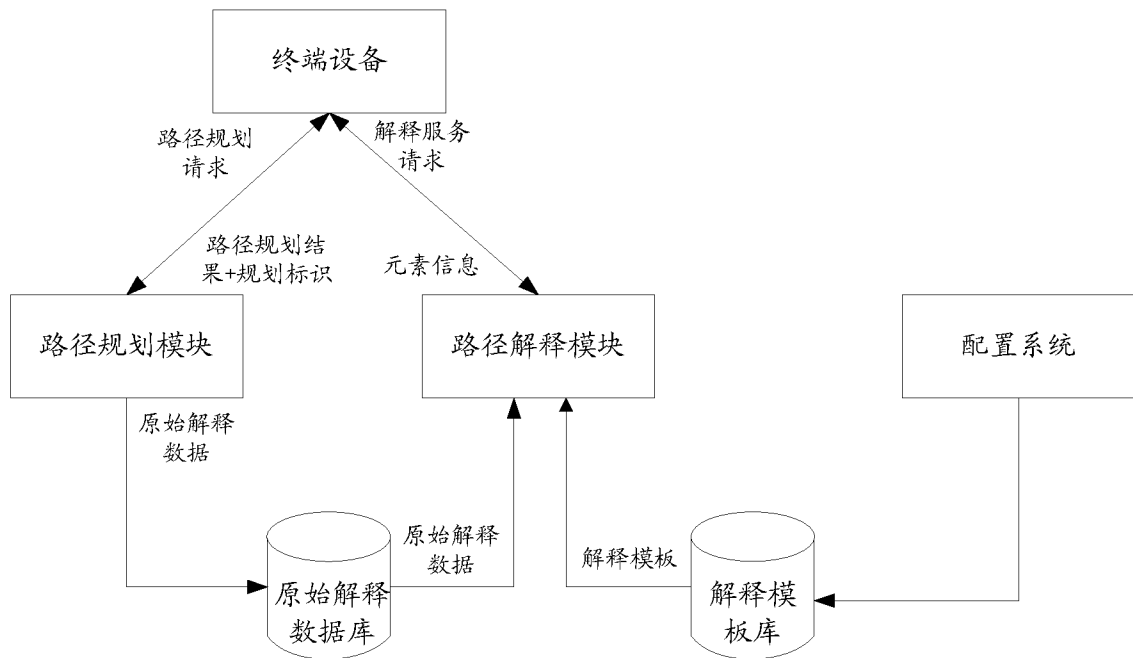 终端设备
路径规划
请求
解释服务
请求
路径规划结
果+规划标识
元素信息
路径规划模块
路径解释模块
配置系统
原始解释
数据
原始解释
数据
解释模板
原始解释
数据库
解释模
板库